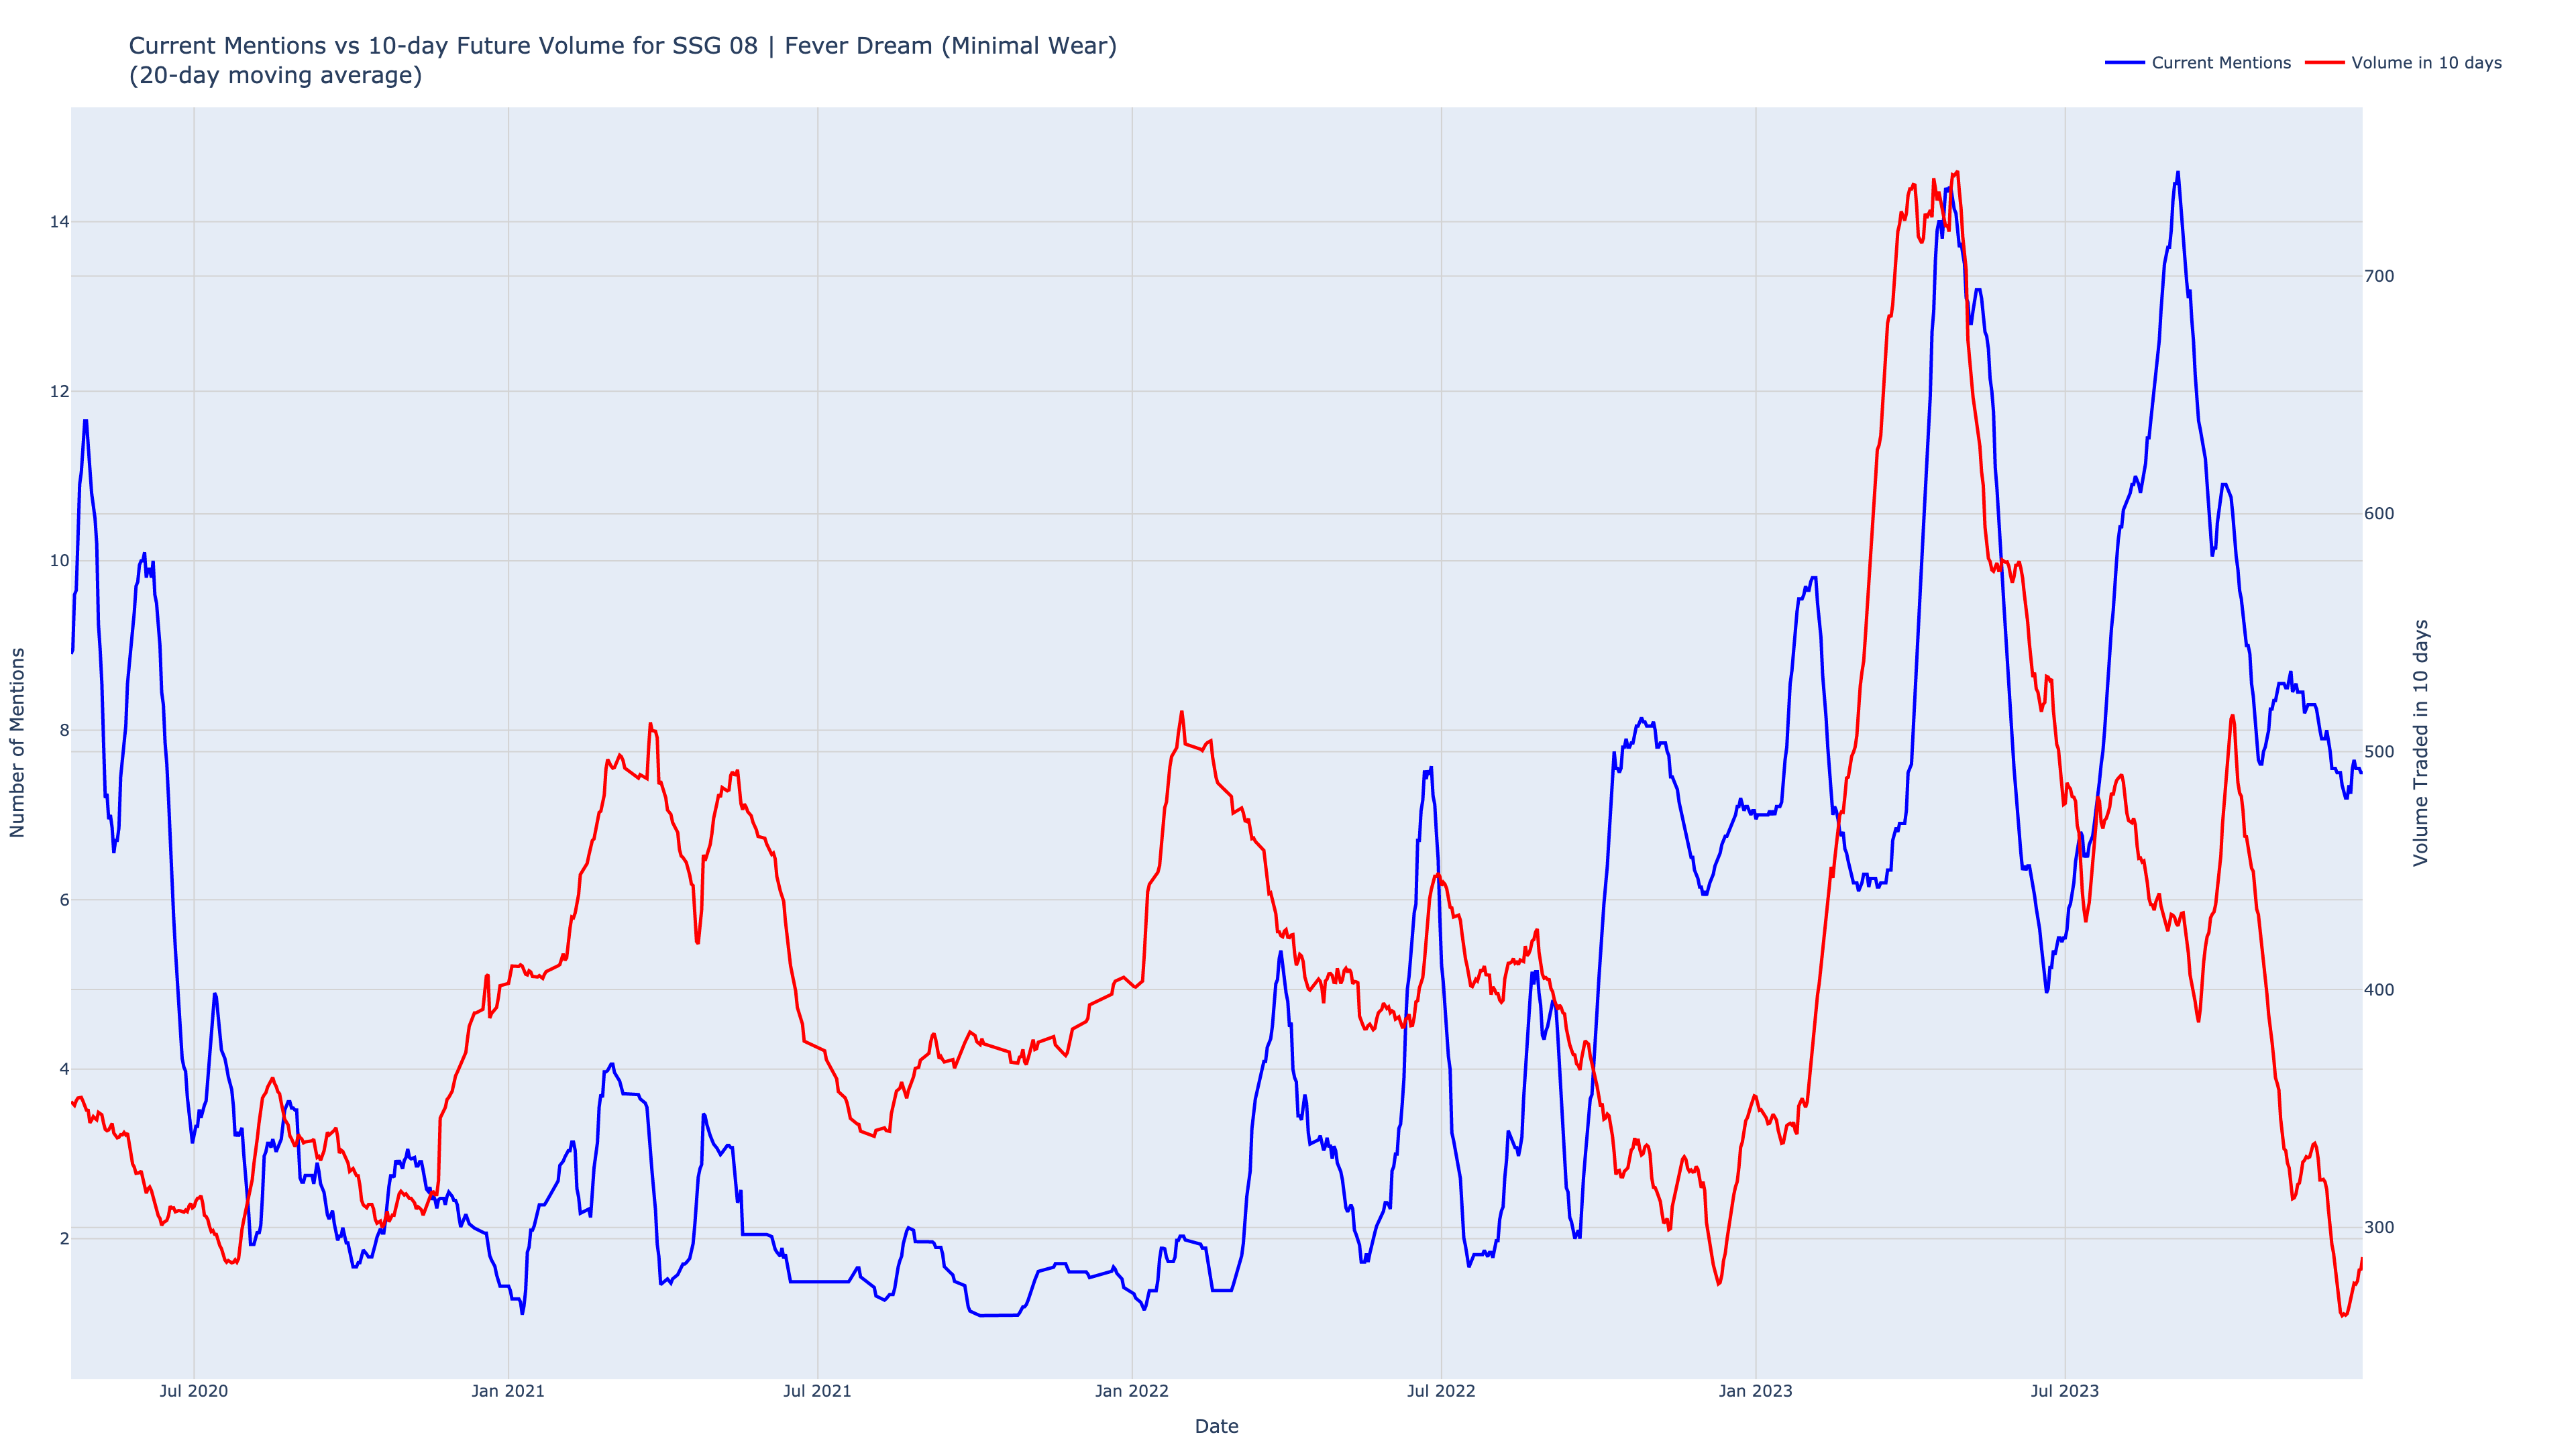 Current Mentions vs 10-day Future Volume for SSG 08 | Fever Dream (Minimal Wear)
(20-day moving average)
Current Mentions
Volume in 10 days
14
12
10
8
6
4
2
Number of Mentions
700
600
500
400
300
Volume Traded in 10 days
Jul 2020
Jan 2021
Jul 2021
Jan 2022
Jul 2022
Jan 2023
Jul 2023
Date